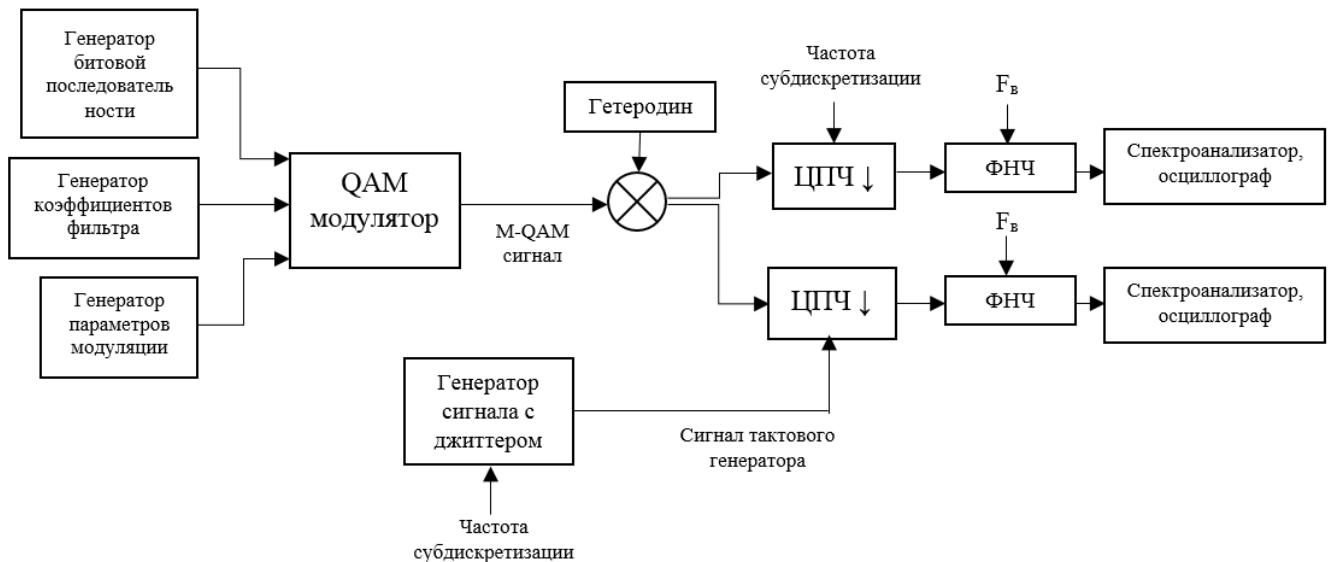 Генератор
битовой
последователь
ности
Генератор
коэффициентов
фильтра
Генератор
параметров
модуляции
QAM
модулятор
M-QAM
сигнал
Гетеродин
Частота
субдискретизации
ЦПЧ ↓
Fв
ФНЧ
Спектроанализатор,
осциллограф
ЦПЧ ↓
Fв
ФНЧ
Спектроанализатор,
осциллограф
Генератор
сигнала с
джиттером
Сигнал тактового
генератора
Частота
субдискретизации